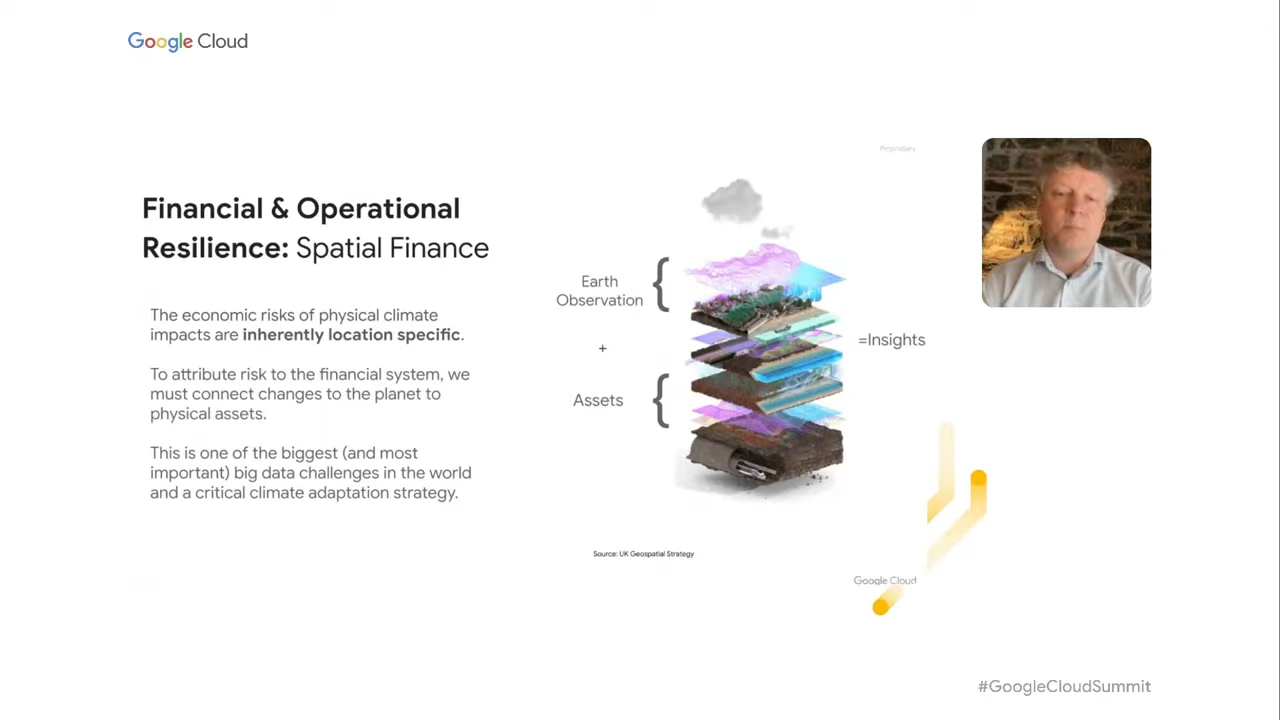 Google Cloud
Proprietary
Financial & Operational
Resilience: Spatial Finance
The economic risks of physical climate
impacts are inherently location specific.
To attribute risk to the financial system, we
must connect changes to the planet to
physical assets.
This is one of the biggest (and most
important) big data challenges in the world
and a critical climate adaptation strategy.
Earth
Observation
+
Assets
=Insights
Source: UK Geospatial Strategy
Google Cloud
#GoogleCloudSummit